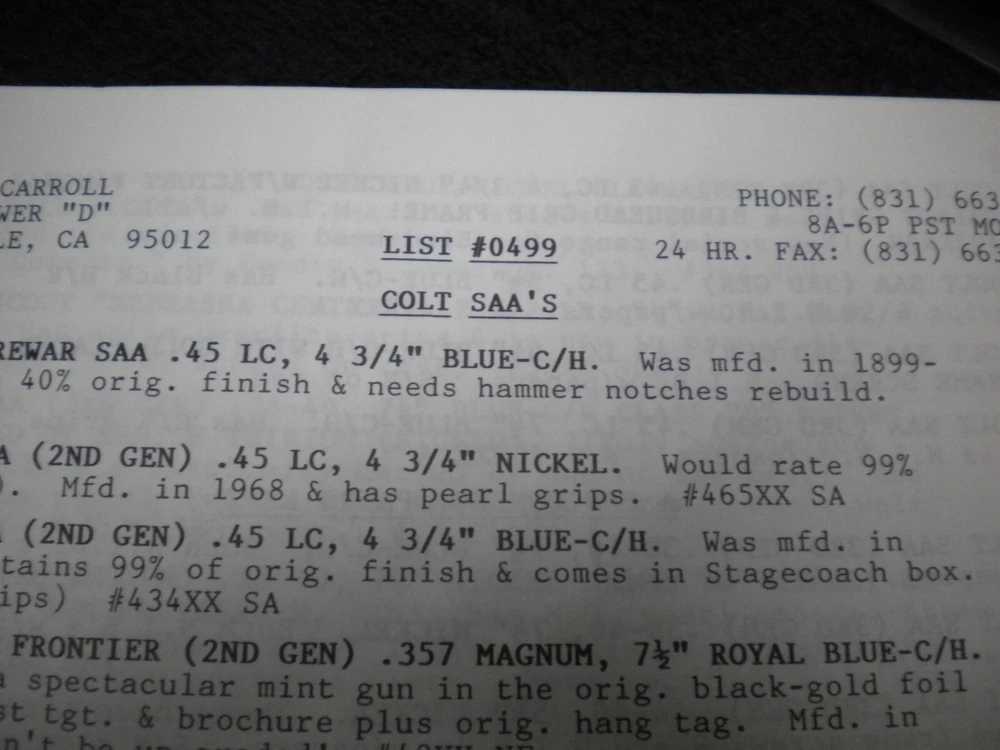 CARROLL
WER "D"
LE, CA 95012
PHONE: (831) 663
8A-6P PST MO
24 HR. FAX: (831) 663
LIST #0499
COLT SAA'S
REWAR SAA .45 LC, 4 3/4" BLUE-C/H. Was mfd. in 1899-
40% orig. finish & needs hammer notches rebuild.
A (2ND GEN) .45 LC, 4 3/4" NICKEL. Would rate 99%
). Mfd. in 1968 & has pearl grips. #465XX SA
A (2ND GEN) .45 LC, 4 3/4" BLUE-C/H. Was mfd. in
tains 99% of orig. finish & comes in Stagecoach box.
ips) #434XX SA
FRONTIER (2ND GEN) .357 MAGNUM, 7½" ROYAL BLUE-C/H.
a spectacular mint gun in the orig. black-gold foil
st tgt. & brochure plus orig. hang tag. Mfd. in
n't be